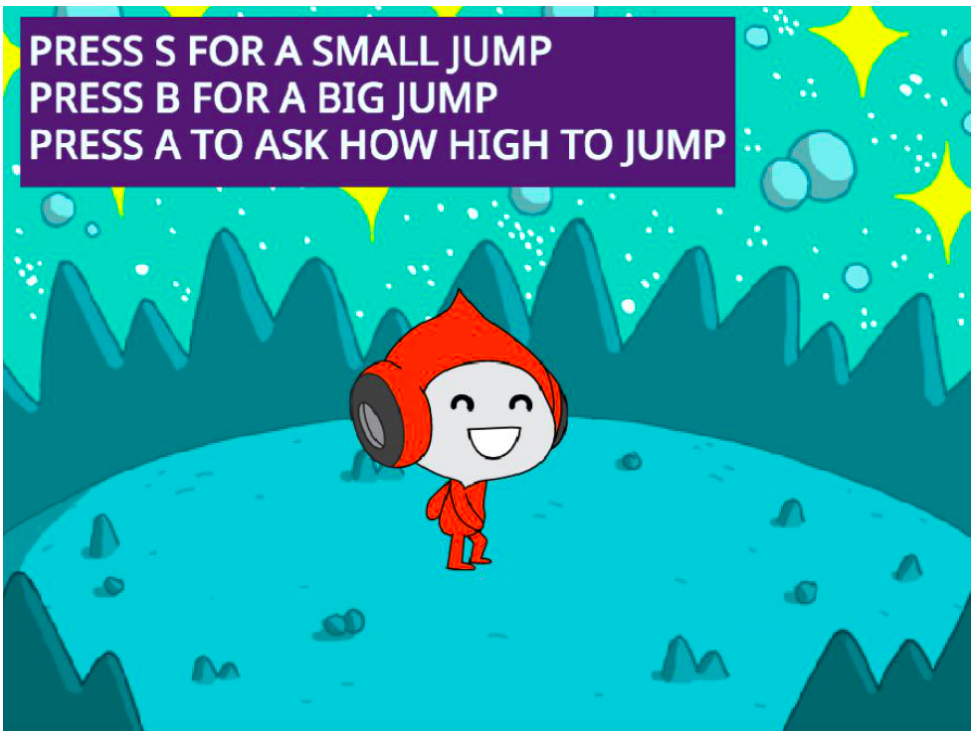 PRESS S FOR A SMALL JUMP
PRESS B FOR A BIG JUMP
PRESS A TO ASK HOW HIGH TO JUMP